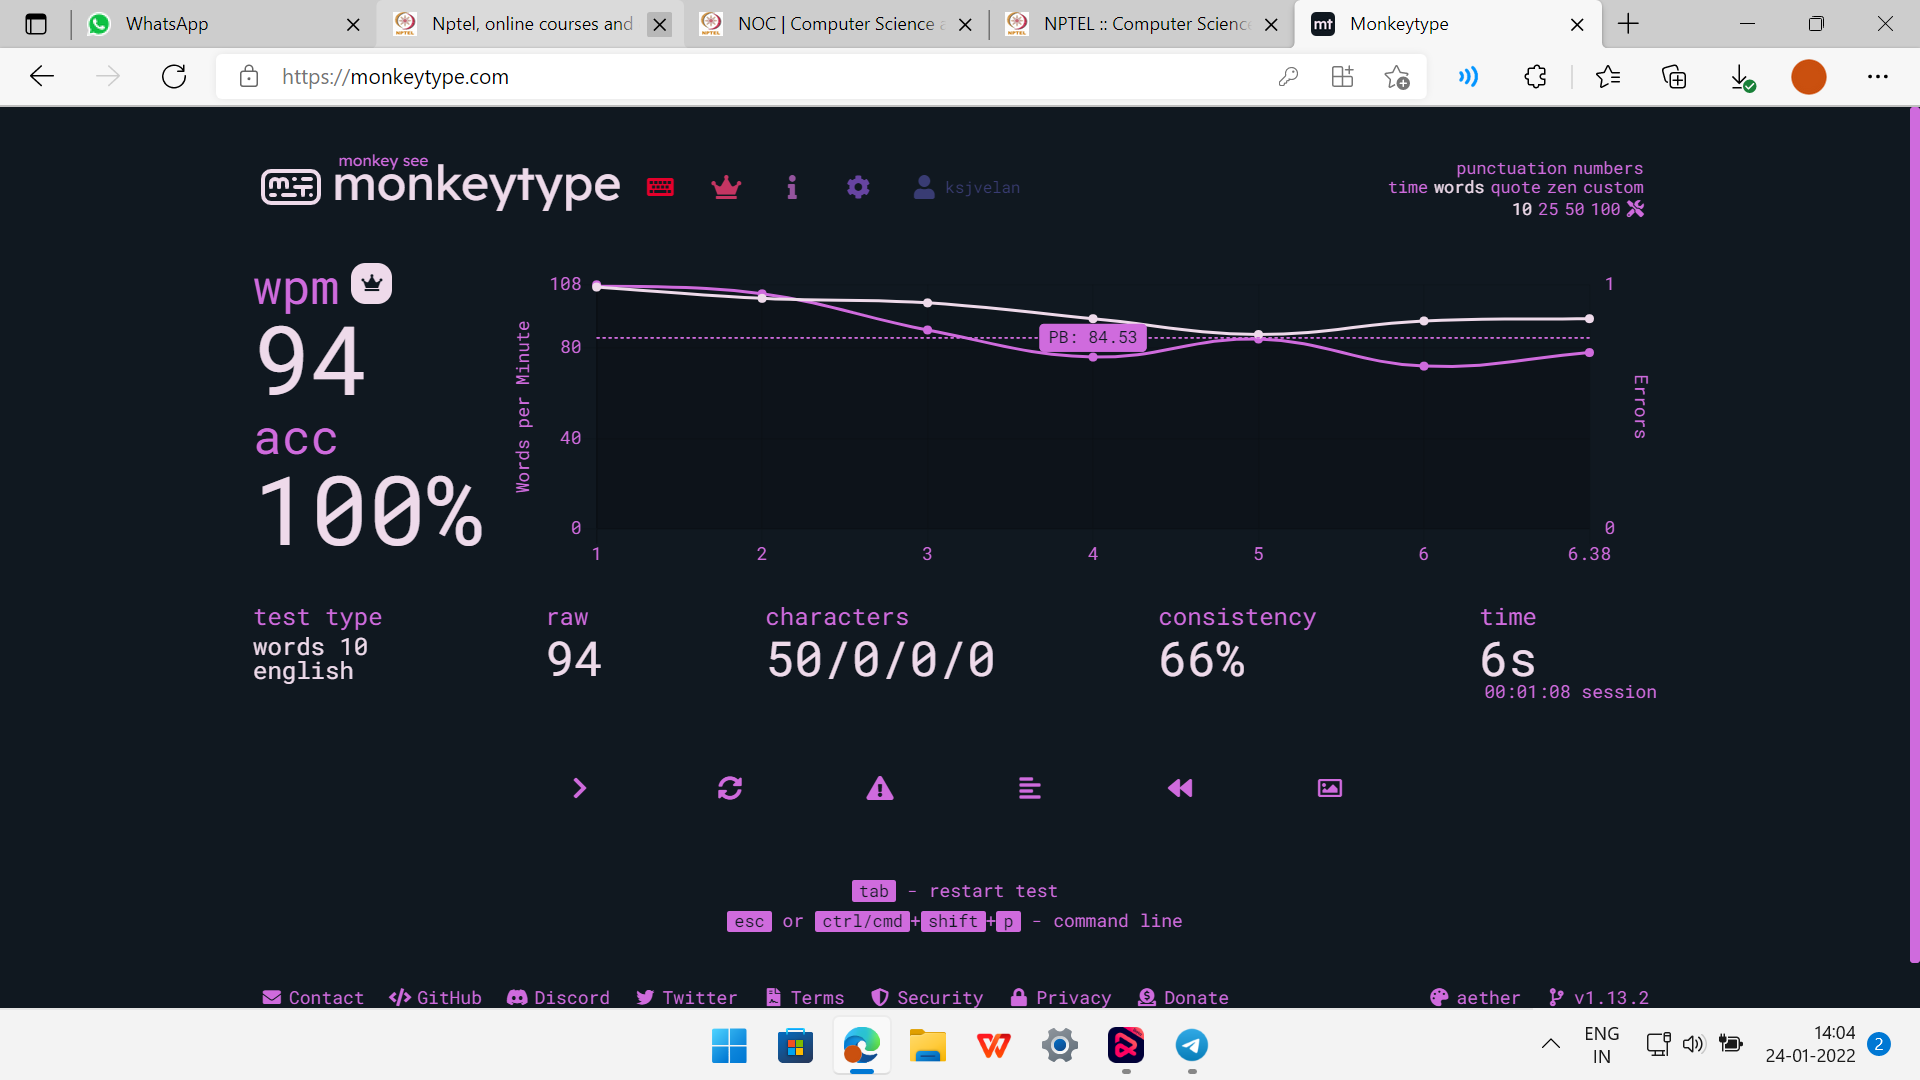 WhatsApp
Nptel, online courses and
NOC | Computer Science a
NPTEL :: Computer Science
Monkeytype
https://monkeytype.com
monkey see
monkeytype
ksjvelan
punctuation numbers
time words quote zen custom
10 25 50 100
wpm
94
acc
100%
Words per Minute
108
80
40
0
PB: 84.53
1
2
3
4
5
6
6.38
1
0
Errors
test type
words 10
english
raw
94
characters
50/0/0/0
consistency
66%
time
6s
00:01:08 session
tab - restart test
esc or ctrl/cmd+shift+p - command line
Contact GitHub Discord Twitter Terms Security Privacy Donate aether v1.13.2
ENG
IN
14:04
24-01-2022
2